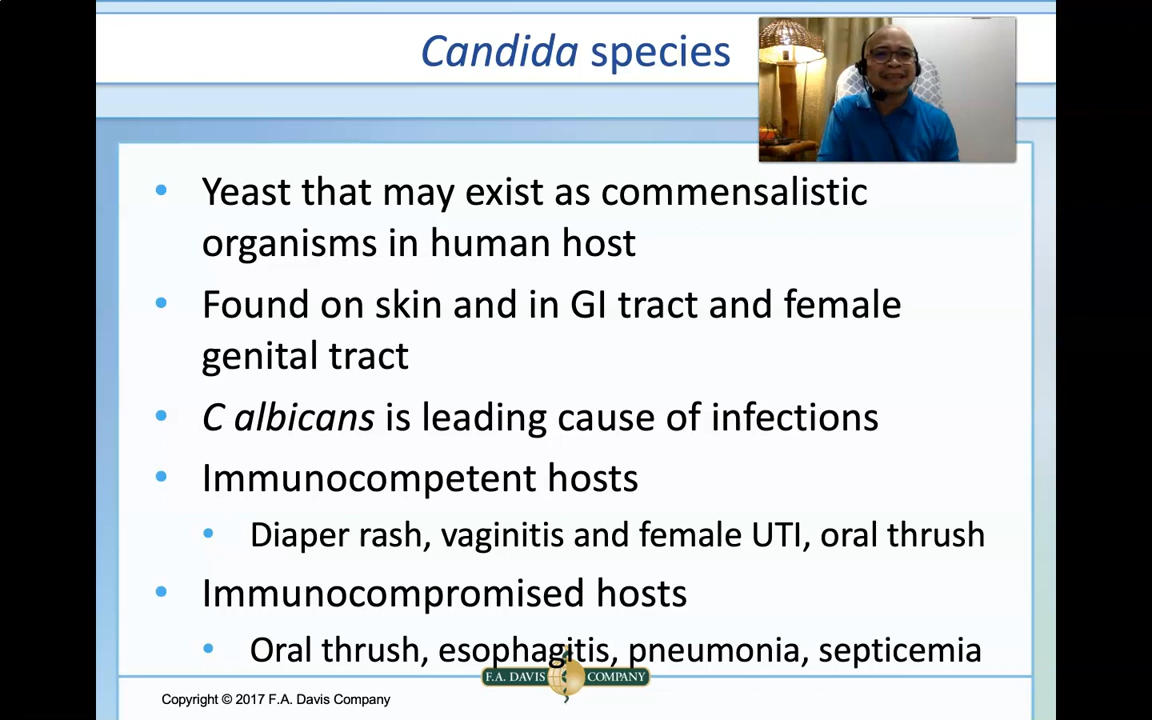 Candida species
• Yeast that may exist as commensalistic
organisms in human host
• Found on skin and in GI tract and female
genital tract
• C albicans is leading cause of infections
• Immunocompetent hosts
• Diaper rash, vaginitis and female UTI, oral thrush
• Immunocompromised hosts
• Oral thrush, esophagitis, pneumonia, septicemia
F.A. DAVIS COMPANY
Copyright © 2017 F.A. Davis Company